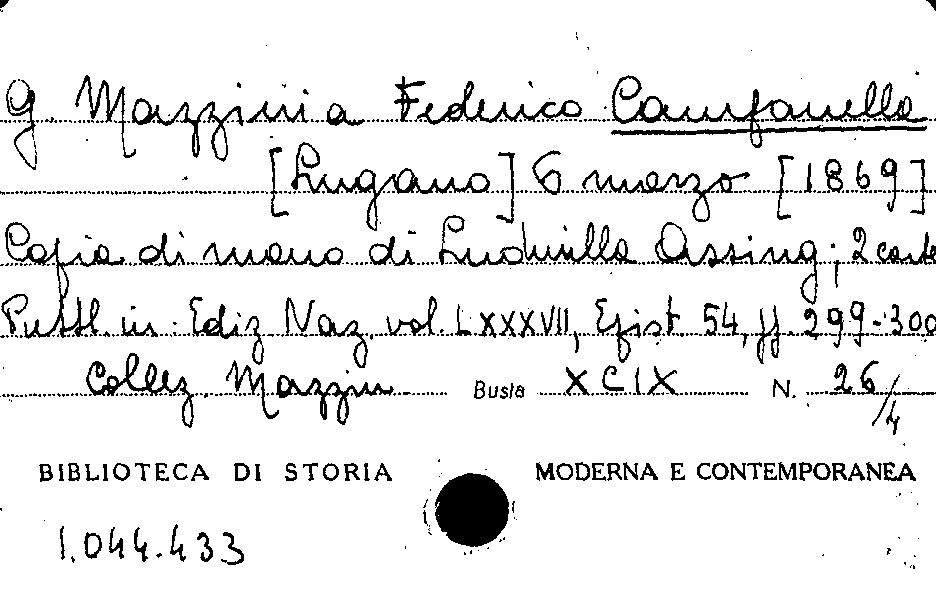 G. Mazzini a Federico Campanella
[Lugano] 6 marzo [1869]
Copia di mano di Ludmilla Assing; 2 carte
Pubbl. in: Ediz Naz. vol. LXXXVII, Epist. 54, pp. 299-300
Collez. Mazzini Busta XCIX N. 26/4
BIBLIOTECA DI STORIA MODERNA E CONTEMPORANEA
1.044.433